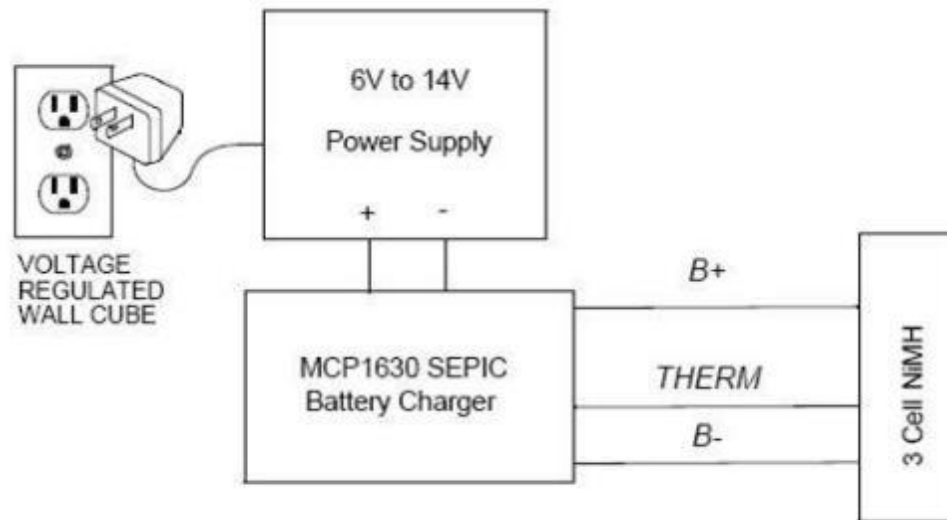 6V to 14V
Power Supply
+ -
VOLTAGE
REGULATED
WALL CUBE
MCP1630 SEPIC
Battery Charger
B+
THERM
B-
3 Cell NiMH